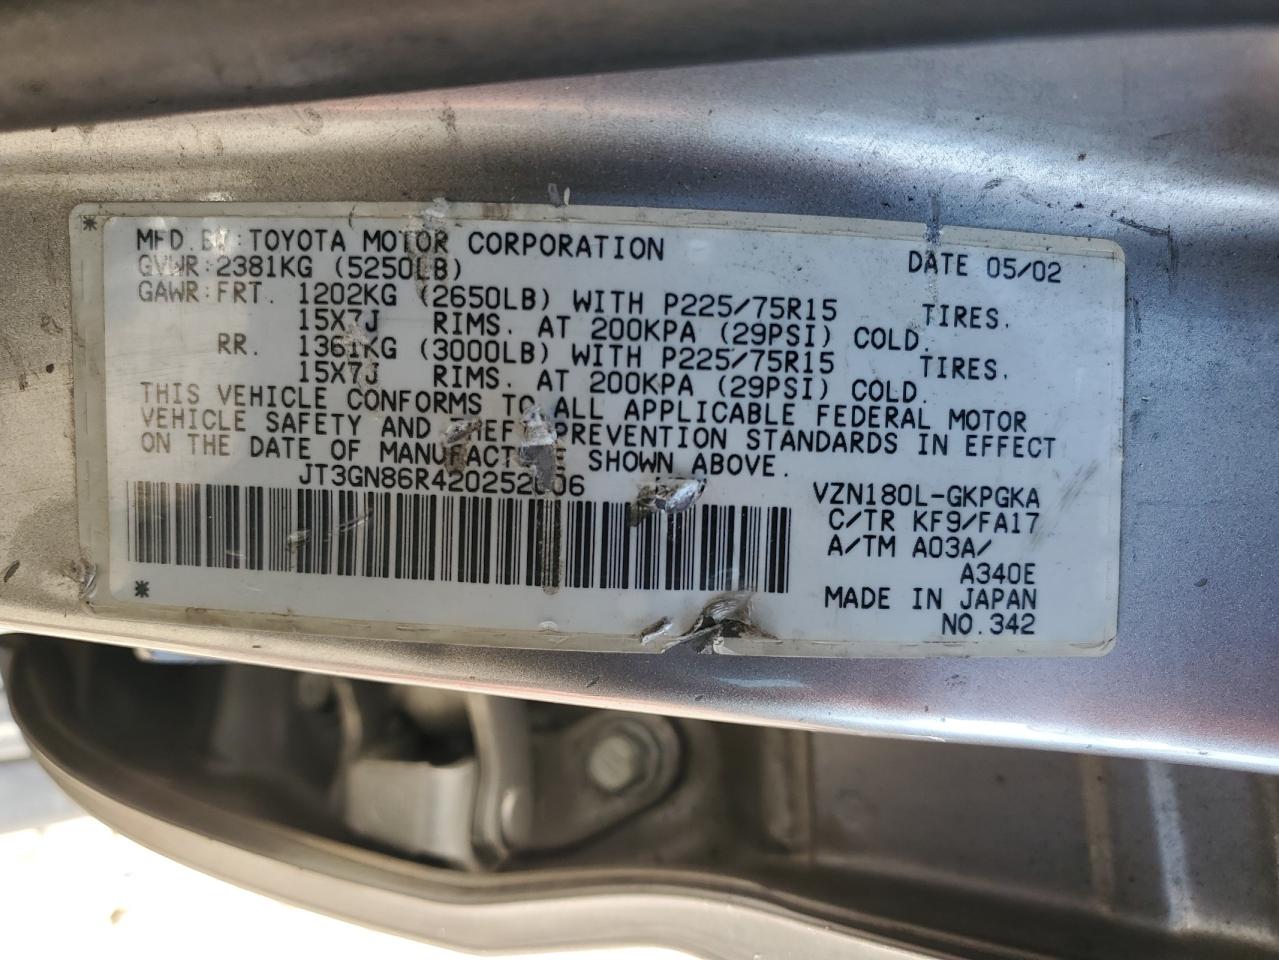 *
MFD.BY:TOYOTA MOTOR CORPORATION
DATE 05/02
GVWR:2381KG (5250LB)
GAWR:FRT. 1202KG (2650LB) WITH P225/75R15 TIRES.
15X7J RIMS. AT 200KPA (29PSI) COLD.
RR. 1361KG (3000LB) WITH P225/75R15 TIRES.
15X7J RIMS. AT 200KPA (29PSI) COLD.
THIS VEHICLE CONFORMS TO ALL APPLICABLE FEDERAL MOTOR
VEHICLE SAFETY AND THEFT PREVENTION STANDARDS IN EFFECT
ON THE DATE OF MANUFACTURE SHOWN ABOVE.
VZN180L-GKPGKA
C/TR KF9/FA17
A/TM A03A/
A340E
MADE IN JAPAN
NO.342
*